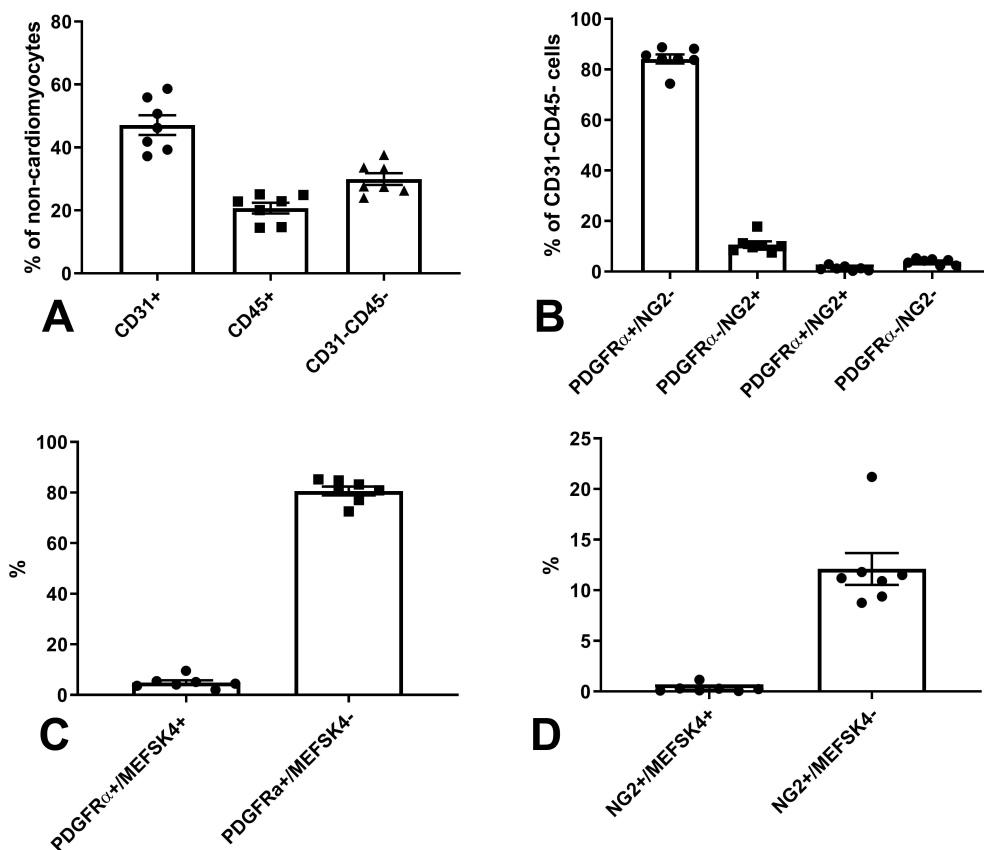 % of non-cardiomyocytes
80
60
40
20
0
CD31+
CD45+
CD31-CD45-
A
% of CD31-CD45- cells
100
80
60
40
20
0
PDGFRα+/NG2-
PDGFRα-/NG2+
PDGFRα+/NG2+
PDGFRα-/NG2-
B
%
100
80
60
40
20
0
PDGFRα+/MEFSK4+
PDGFRa+/MEFSK4-
C
%
25
20
15
10
5
0
NG2+/MEFSK4+
NG2+/MEFSK4-
D